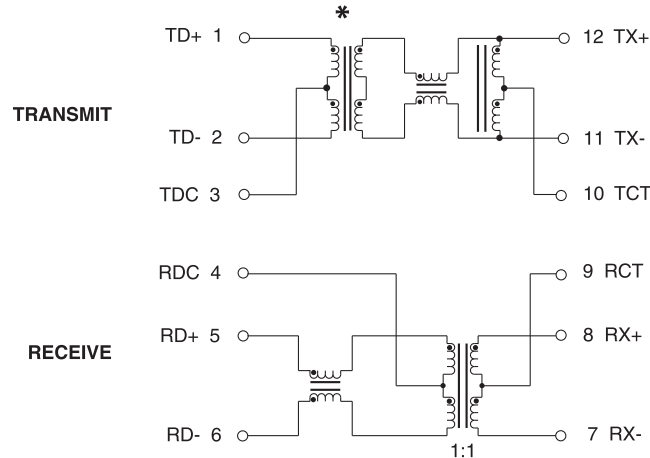 *
TD+ 1
12 TX+
TRANSMIT
TD- 2
11 TX-
TDC 3
10 TCT
RDC 4
9 RCT
RD+ 5
8 RX+
RECEIVE
RD- 6
7 RX-
1:1